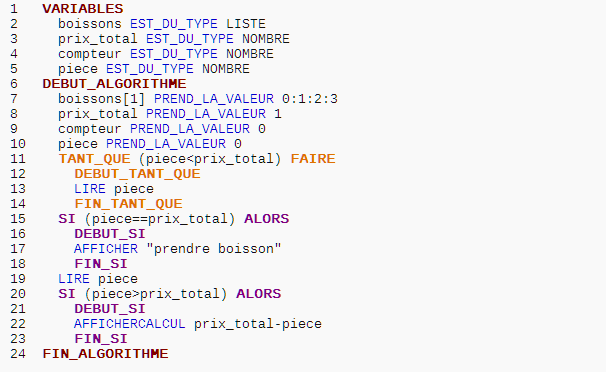 1 VARIABLES
2 boissons EST_DU_TYPE LISTE
3 prix_total EST_DU_TYPE NOMBRE
4 compteur EST_DU_TYPE NOMBRE
5 piece EST_DU_TYPE NOMBRE
6 DEBUT_ALGORITHME
7 boissons[1] PREND_LA_VALEUR 0:1:2:3
8 prix_total PREND_LA_VALEUR 1
9 compteur PREND_LA_VALEUR 0
10 piece PREND_LA_VALEUR 0
11 TANT_QUE (piece<prix_total) FAIRE
12 DEBUT_TANT_QUE
13 LIRE piece
14 FIN_TANT_QUE
15 SI (piece==prix_total) ALORS
16 DEBUT_SI
17 AFFICHER "prendre boisson"
18 FIN_SI
19 LIRE piece
20 SI (piece>prix_total) ALORS
21 DEBUT_SI
22 AFFICHERCALCUL prix_total-piece
23 FIN_SI
24 FIN_ALGORITHME